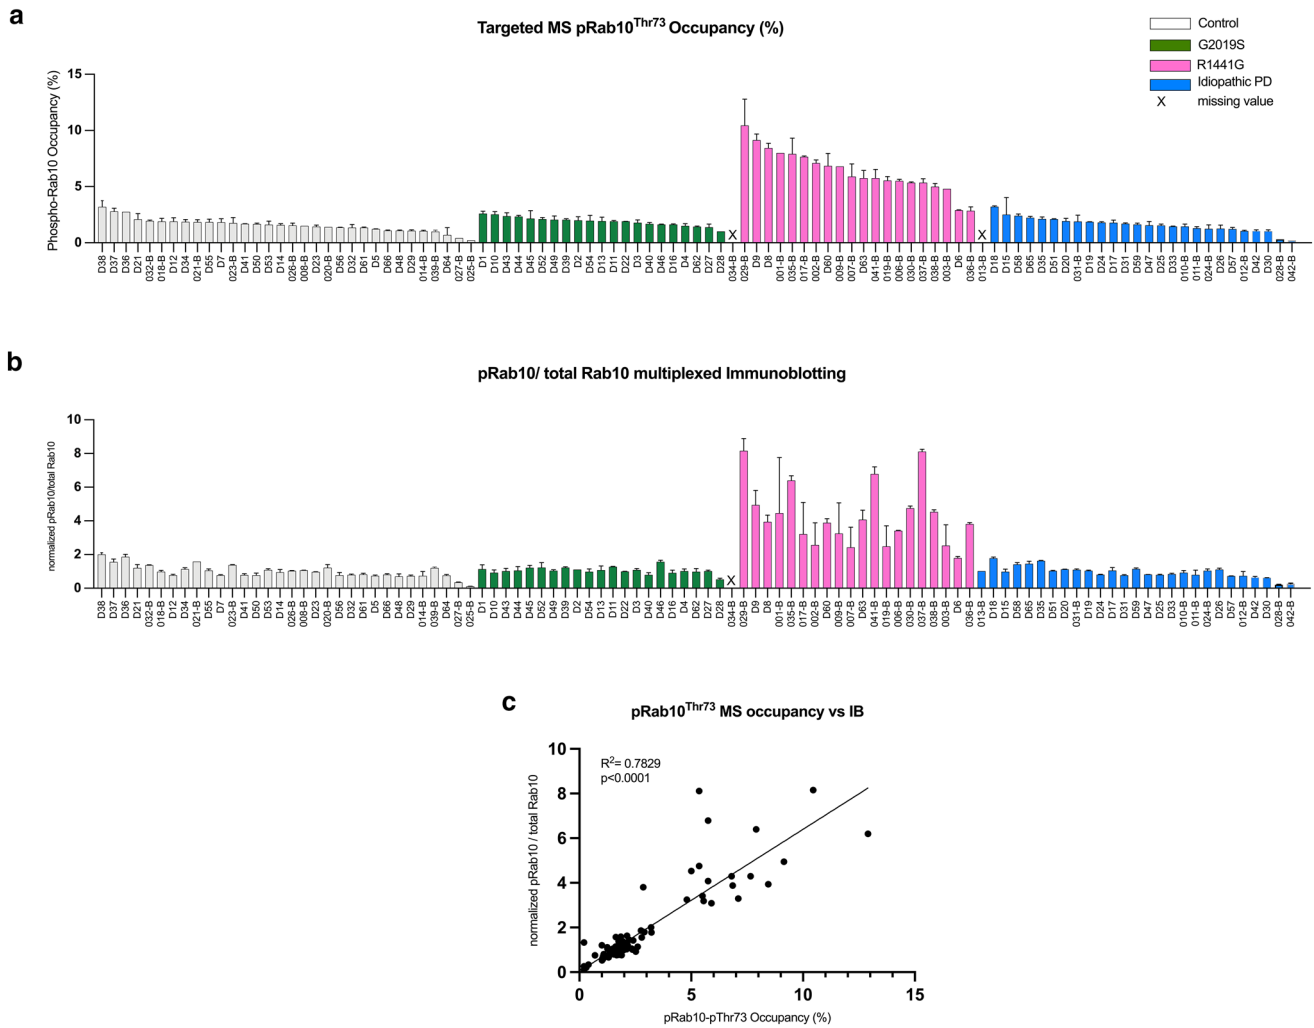 a
Targeted MS pRab10Thr73 Occupancy (%)
Control
G2019S
R1441G
Idiopathic PD
X missing value
Phospho-Rab10 Occupancy (%)
15
10
5
0
X X
D38 D37 D36 D21 032-B 018-B D12 D34 021-B D55 D7 023-B D41 D50 D53 D14 026-B 008-B D23 020-B D56 D32 D61 D5 D66 D48 D29 014-B 039-B D64 027-B 025-B D1 D10 D43 D44 D45 D52 D49 D39 D2 D54 D13 D11 D22 D3 D40 D46 D16 D4 D62 D27 D28 034-B 029-B D9 D8 001-B 035-B 017-B 002-B D60 009-B 007-B D63 041-B 019-B 006-B 030-B 037-B 038-B 003-B D6 036-B 013-B D18 D15 D58 D65 D35 D51 D20 031-B D19 D24 D17 D31 D59 D47 D25 D33 010-B 011-B 024-B D26 D57 012-B D42 D30 028-B 042-B
b
pRab10/ total Rab10 multiplexed Immunoblotting
normalized pRab10/total Rab10
10
8
6
4
2
0
X
D38 D37 D36 D21 032-B 018-B D12 D34 021-B D55 D7 023-B D41 D50 D53 D14 026-B 008-B D23 020-B D56 D32 D61 D5 D66 D48 D29 014-B 039-B D64 027-B 025-B D1 D10 D43 D44 D45 D52 D49 D39 D2 D54 D13 D11 D22 D3 D40 D46 D16 D4 D62 D27 D28 034-B 029-B D9 D8 001-B 035-B 017-B 002-B D60 009-B 007-B D63 041-B 019-B 006-B 030-B 037-B 038-B 003-B D6 036-B 013-B D18 D15 D58 D65 D35 D51 D20 031-B D19 D24 D17 D31 D59 D47 D25 D33 010-B 011-B 024-B D26 D57 012-B D42 D30 028-B 042-B
c
pRab10Thr73 MS occupancy vs IB
R2= 0.7829
p<0.0001
normalized pRab10 / total Rab10
10
8
6
4
2
0
0 5 10 15
pRab10-pThr73 Occupancy (%)